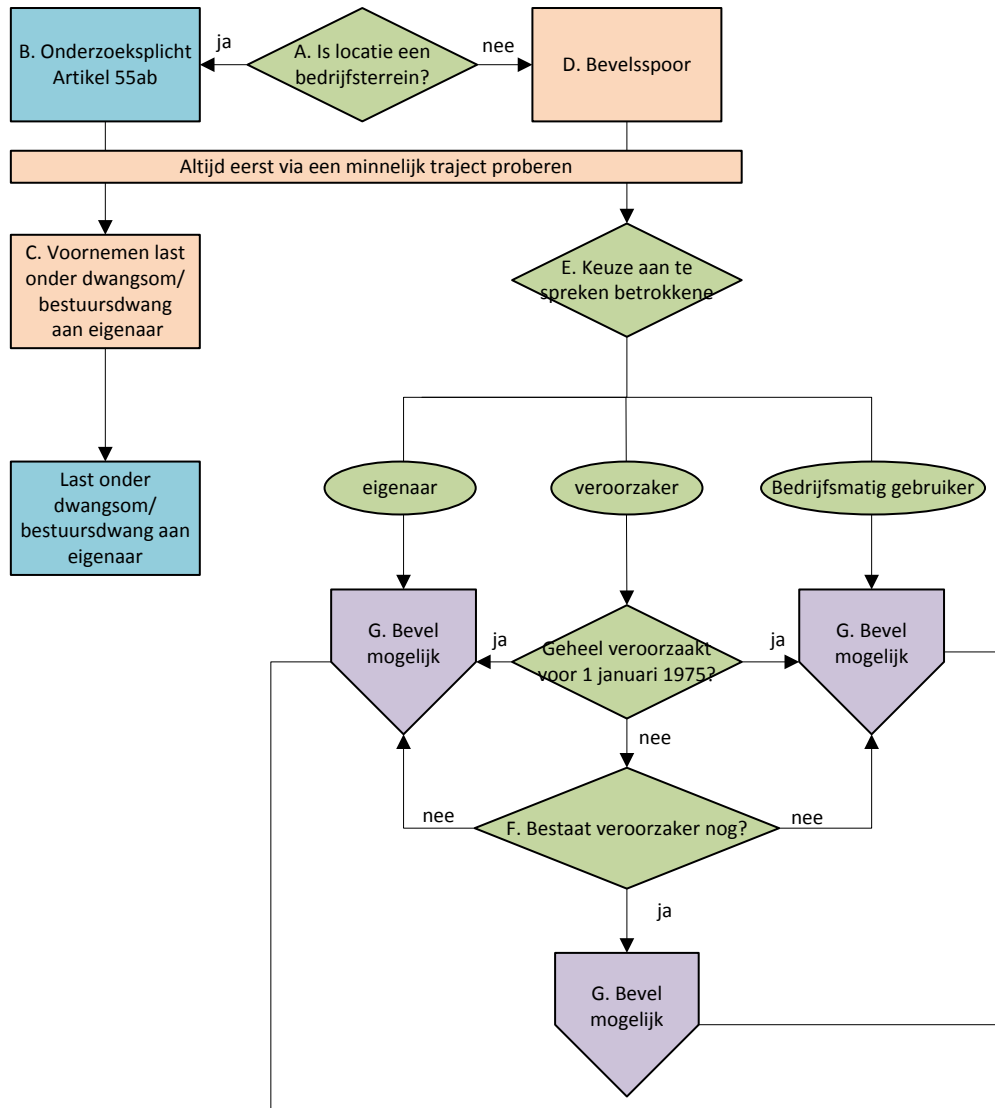 B. Onderzoeksplicht
Artikel 55ab
ja
A. Is locatie een
bedrijfsterrein?
nee
D. Bevelsspoor
Altijd eerst via een minnelijk traject proberen
C. Voornemen last
onder dwangsom/
bestuursdwang
aan eigenaar
E. Keuze aan te
spreken betrokkene
Last onder
dwangsom/
bestuursdwang aan
eigenaar
eigenaar
veroorzaker
Bedrijfsmatig gebruiker
G. Bevel
mogelijk
ja
Geheel veroorzaakt
voor 1 januari 1975?
ja
G. Bevel
mogelijk
nee
nee
F. Bestaat veroorzaker nog?
nee
ja
G. Bevel
mogelijk